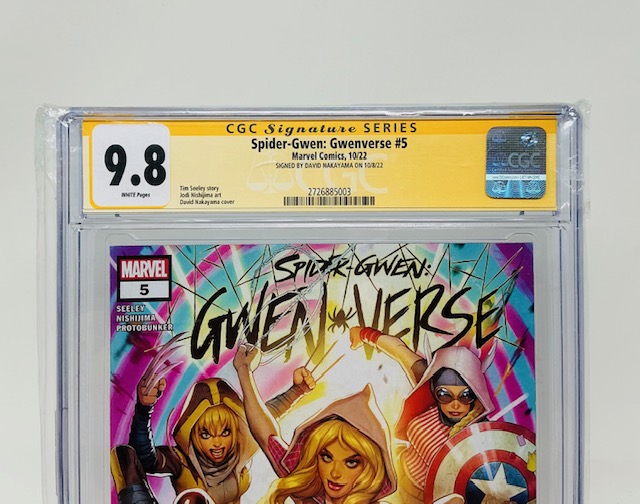 CGC Signature SERIES
Spider-Gwen: Gwenverse #5
Marvel Comics, 10/22
SIGNED BY DAVID NAKAYAMA ON 10/8/22
9.8
WHITE Pages
Tim Seeley story
Jodi Nishijima art
David Nakayama cover
2726885003
CGC
CGC
MARVEL
5
SEELEY
NISHIJIMA
PROTOBUNKER
SPIDER-GWEN:
GWENVERSE